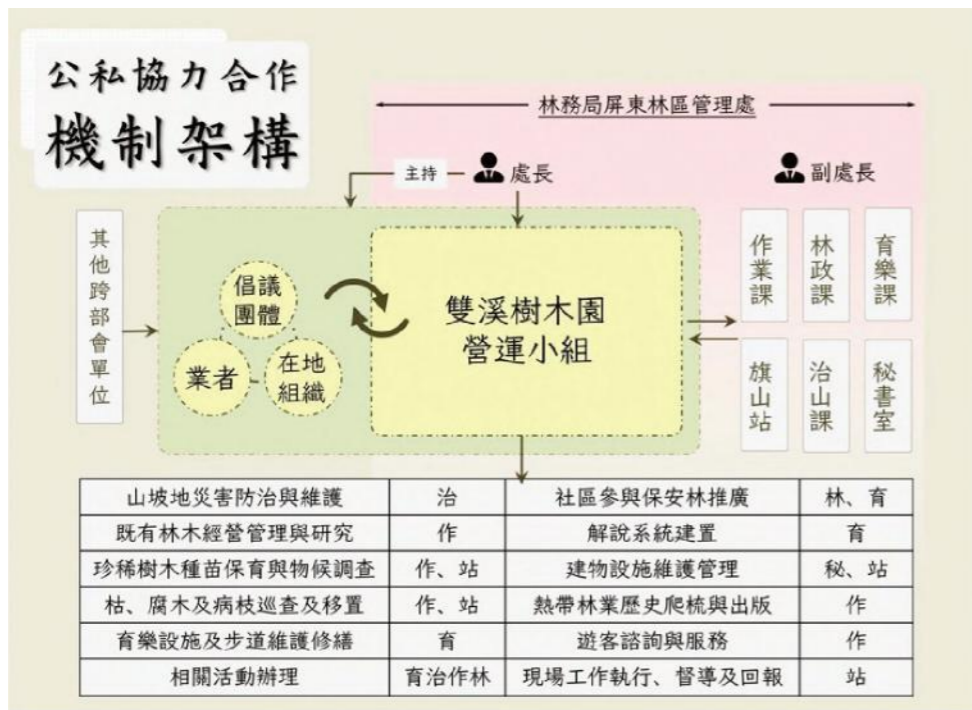 公私協力合作
機制架構
林務局屏東林區管理處
主持
處長
副處長
其他跨部會單位
倡議
團體
業者
在地
組織
雙溪樹木園
營運小組
作業課
林政課
育樂課
旗山站
治山課
秘書室
山坡地災害防治與維護 治 社區參與保安林推廣 林、育
既有林木經營管理與研究 作 解說系統建置 育
珍稀樹木種苗保育與物候調查 作、站 建物設施維護管理 秘、站
枯、腐木及病枝巡查及移置 作、站 熱帶林業歷史爬梳與出版 作
育樂設施及步道維護修繕 育 遊客諮詢與服務 作
相關活動辦理 育治作林 現場工作執行、督導及回報 站